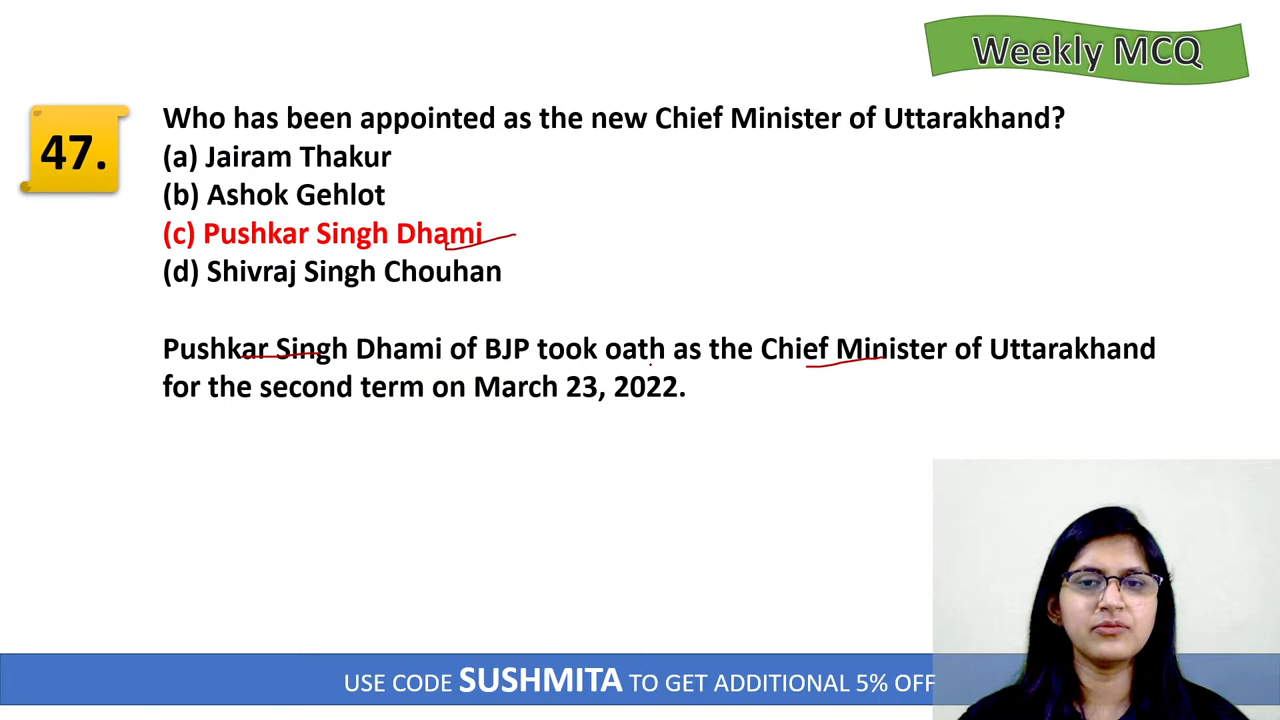 Weekly MCQ
47.
Who has been appointed as the new Chief Minister of Uttarakhand?
(a) Jairam Thakur
(b) Ashok Gehlot
(c) Pushkar Singh Dhami
(d) Shivraj Singh Chouhan
Pushkar Singh Dhami of BJP took oath as the Chief Minister of Uttarakhand
for the second term on March 23, 2022.
USE CODE SUSHMITA TO GET ADDITIONAL 5% OFF